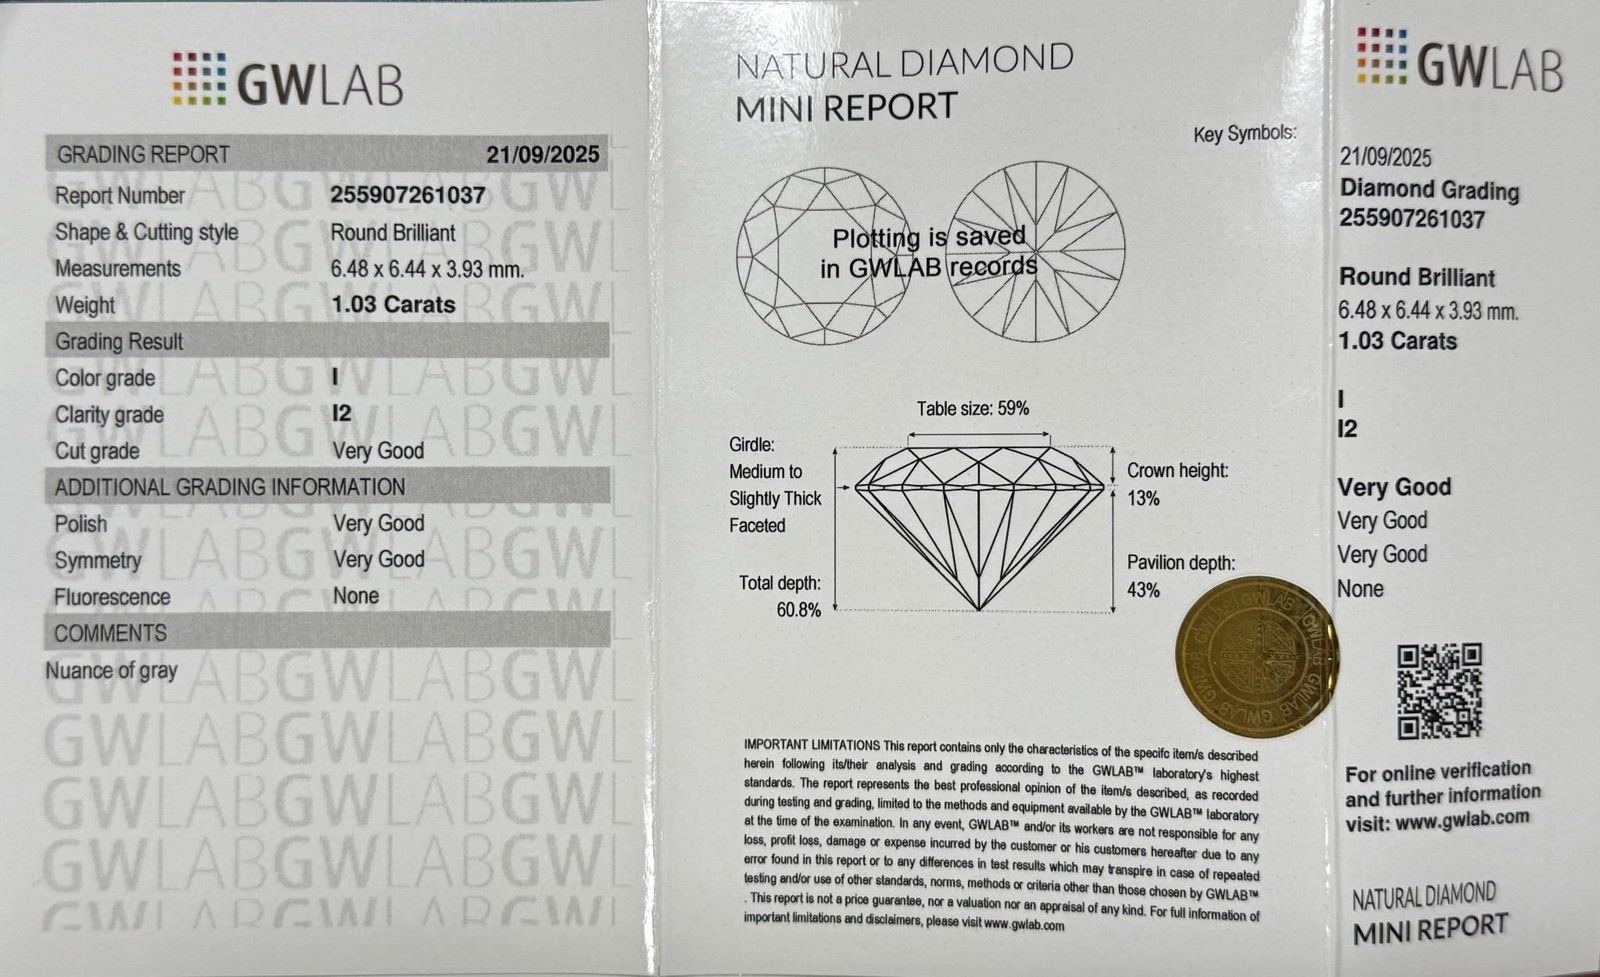 GWLAB
GRADING REPORT 21/09/2025
Report Number 255907261037
Shape & Cutting style Round Brilliant
Measurements 6.48 x 6.44 x 3.93 mm.
Weight 1.03 Carats
Grading Result
Color grade I
Clarity grade I2
Cut grade Very Good
ADDITIONAL GRADING INFORMATION
Polish Very Good
Symmetry Very Good
Fluorescence None
COMMENTS
Nuance of gray
NATURAL DIAMOND
MINI REPORT
Key Symbols:
Plotting is saved
in GWLAB records
Table size: 59%
Girdle:
Medium to
Slightly Thick
Faceted
Crown height:
13%
Total depth:
60.8%
Pavilion depth:
43%
GWLAB GWLAB GWLAB GWLAB GWLAB
IMPORTANT LIMITATIONS This report contains only the characteristics of the specifc item/s described
herein following its/their analysis and grading according to the GWLAB™ laboratory's highest
standards. The report represents the best professional opinion of the item/s described, as recorded
during testing and grading, limited to the methods and equipment available by the GWLAB™ laboratory
at the time of the examination. In any event, GWLAB™ and/or its workers are not responsible for any
loss, profit loss, damage or expense incurred by the customer or his customers hereafter due to any
error found in this report or to any differences in test results which may transpire in case of repeated
testing and/or use of other standards, norms, methods or criteria other than those chosen by GWLAB™
. This report is not a price guarantee, nor a valuation nor an appraisal of any kind. For full information of
important limitations and disclaimers, please visit www.gwlab.com
GWLAB
21/09/2025
Diamond Grading
255907261037
Round Brilliant
6.48 x 6.44 x 3.93 mm.
1.03 Carats
I
I2
Very Good
Very Good
Very Good
None
For online verification
and further information
visit: www.gwlab.com
NATURAL DIAMOND
MINI REPORT